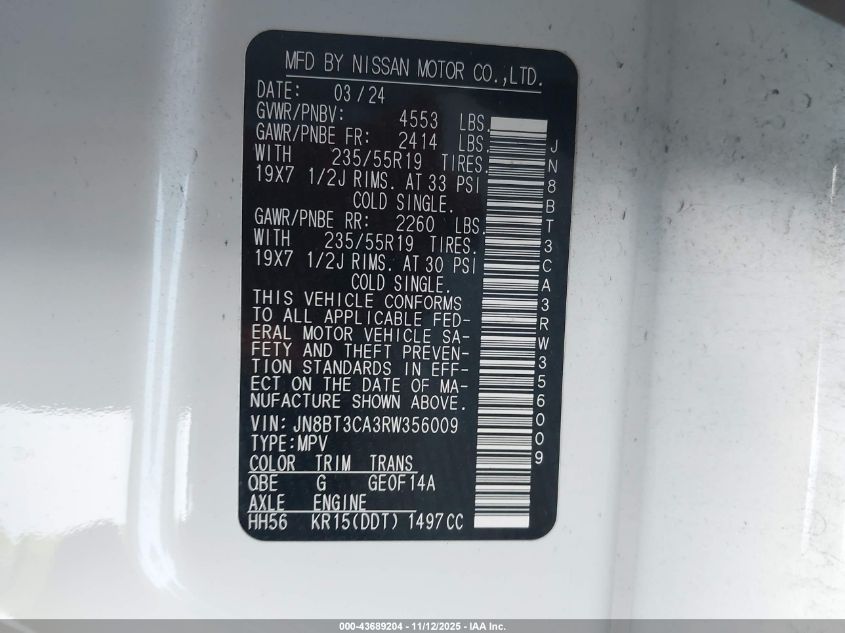 MFD BY NISSAN MOTOR CO.,LTD.
DATE: 03/24
GVWR/PNBV: 4553 LBS.
GAWR/PNBE FR: 2414 LBS.
WITH 235/55R19 TIRES.
19X7 1/2J RIMS. AT 33 PSI
COLD SINGLE.
GAWR/PNBE RR: 2260 LBS.
WITH 235/55R19 TIRES.
19X7 1/2J RIMS. AT 30 PSI
COLD SINGLE.
THIS VEHICLE CONFORMS
TO ALL APPLICABLE FED-
ERAL MOTOR VEHICLE SA-
FETY AND THEFT PREVEN-
TION STANDARDS IN EFF-
ECT ON THE DATE OF MA-
NUFACTURE SHOWN ABOVE.
VIN: JN8BT3CA3RW356009
TYPE:MPV
COLOR TRIM TRANS
QBE G GE0F14A
AXLE ENGINE
HH56 KR15(DDT) 1497CC
JN8BT3CA3RW356009
000-43689204 - 11/12/2025 - IAA Inc.